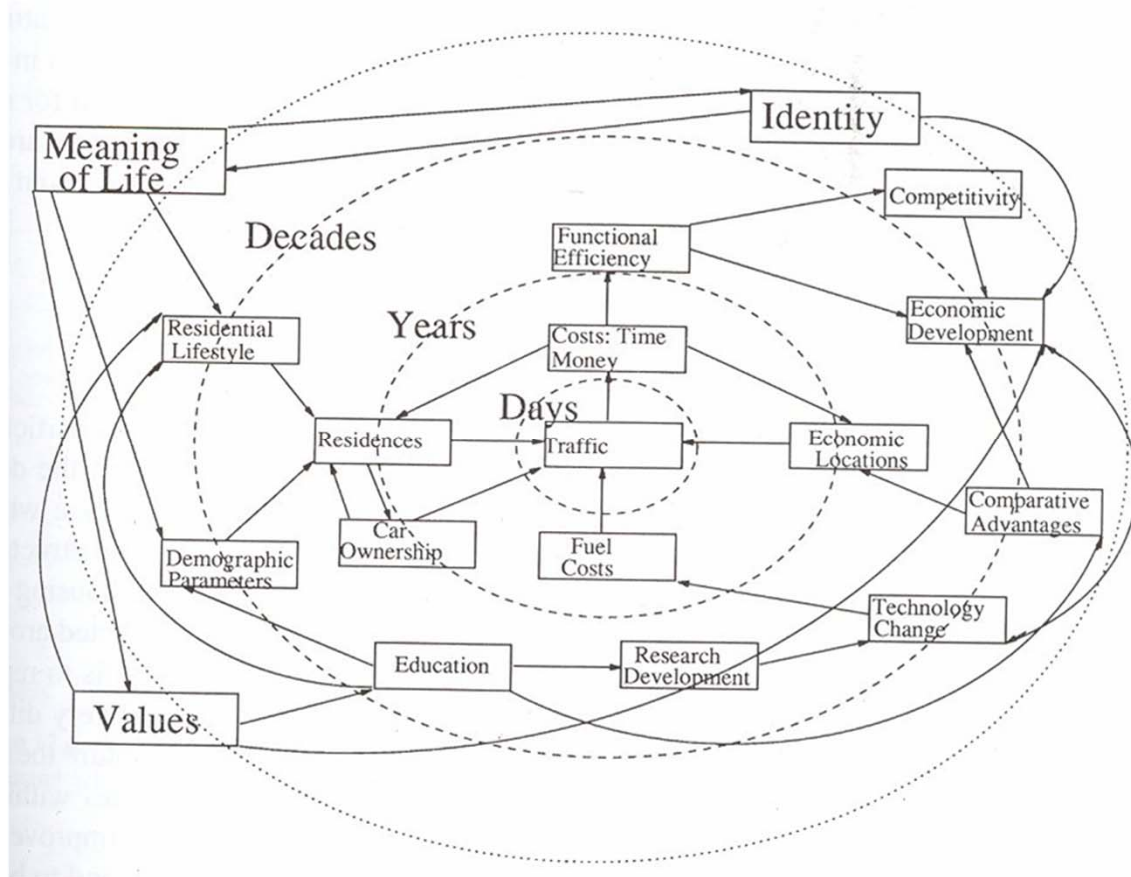 Identity
Meaning
of Life
Competitivity
Decádes
Functional
Efficiency
Economic
Development
Years
Residential
Lifestyle
Costs: Time
Money
Days
Residences
Traffic
Economic
Locations
Comparative
Advantages
Car
Ownership
Fuel
Costs
Demographic
Parameters
Technology
Change
Education
Research
Development
Values